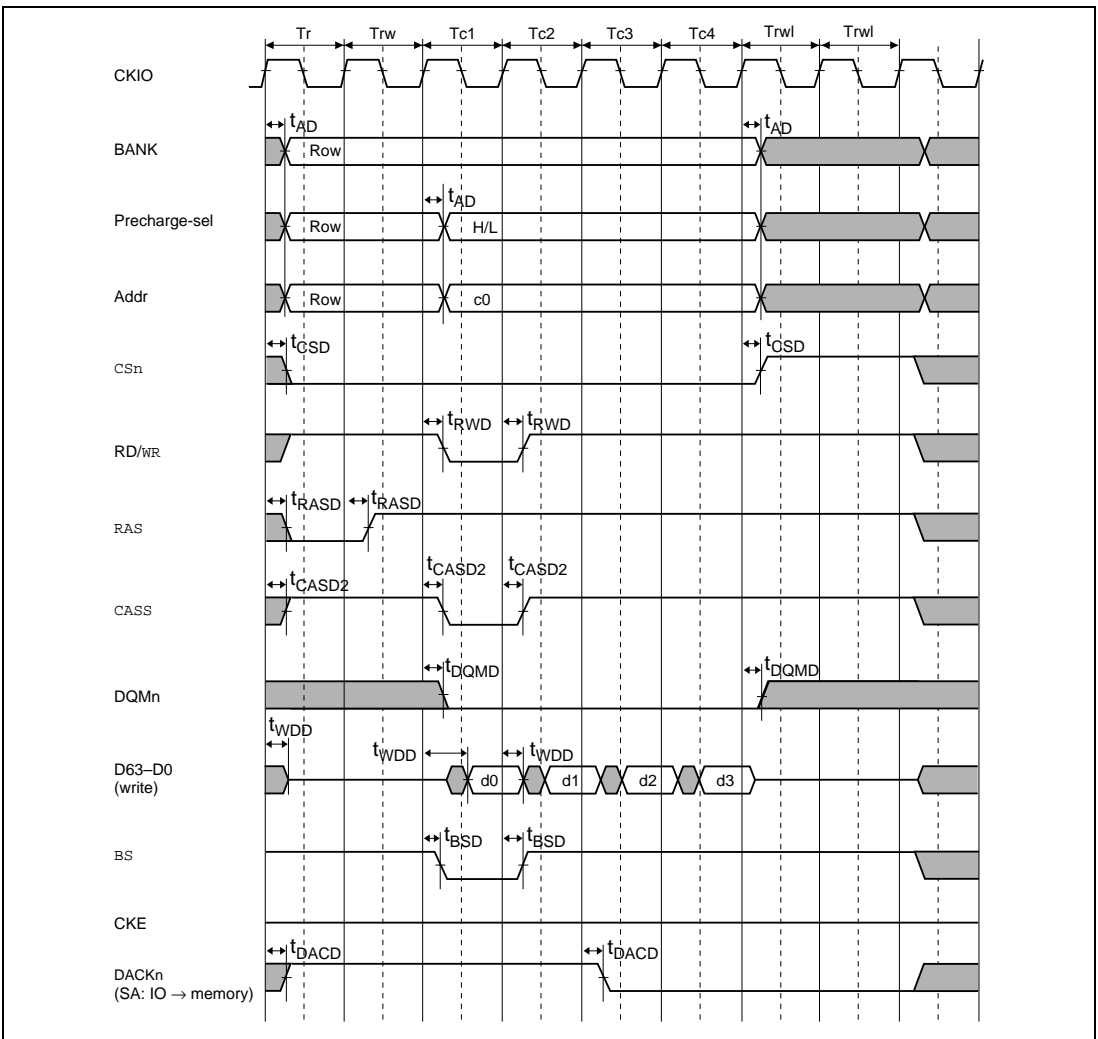 Tr Trw Tc1 Tc2 Tc3 Tc4 Trwl Trwl
CKIO
tAD tAD
BANK Row
tAD
Precharge-sel Row H/L
Addr Row c0
tCSD tCSD
CSn
tRWD tRWD
RD/WR
tRASD tRASD
RAS
tCASD2 tCASD2 tCASD2
CASS
tDQMD tDQMD
DQMn
tWDD tWDD tWDD
D63–D0 d0 d1 d2 d3
(write)
tBSD tBSD
BS
CKE
tDACD tDACD
DACKn
(SA: IO → memory)